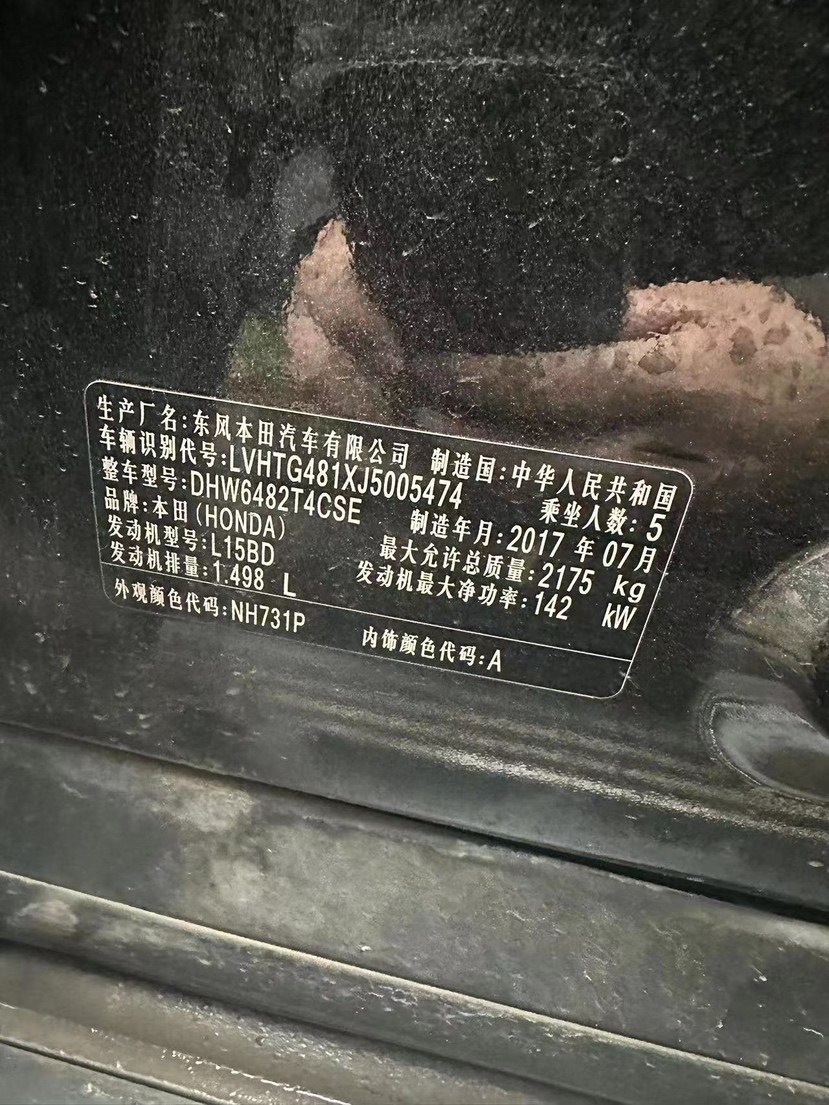 生产厂名:东风本田汽车有限公司 制造国:中华人民共和国
车辆识别代号:LVHTG481XJ5005474 乘坐人数:5
整车型号:DHW6482T4CSE 制造年月:2017 年 07月
品牌:本田(HONDA) 最大允许总质量:2175 kg
发动机型号:L15BD 发动机最大净功率:142 kW
发动机排量:1.498 L
外观颜色代码:NH731P 内饰颜色代码:A